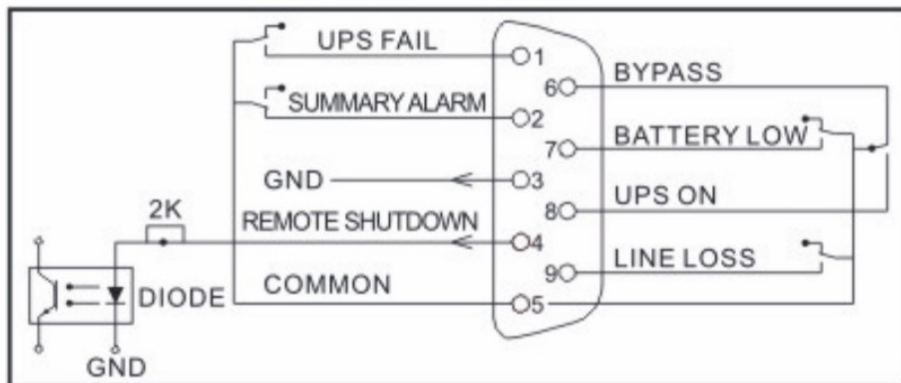 UPS FAIL
1
6
BYPASS
SUMMARY ALARM
2
7
BATTERY LOW
GND
3
8
UPS ON
2K
REMOTE SHUTDOWN
4
9
LINE LOSS
COMMON
5
DIODE
GND